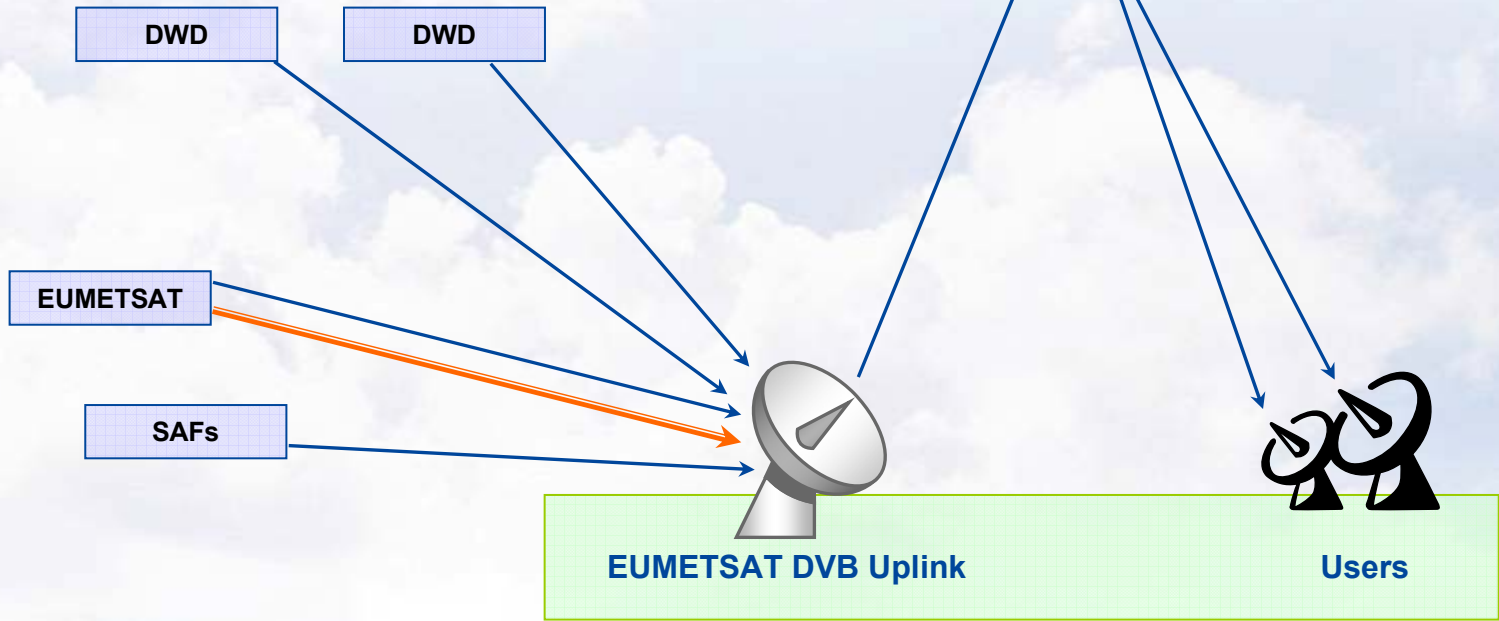 DWD
DWD
EUMETSAT
SAFs
EUMETSAT DVB Uplink
Users